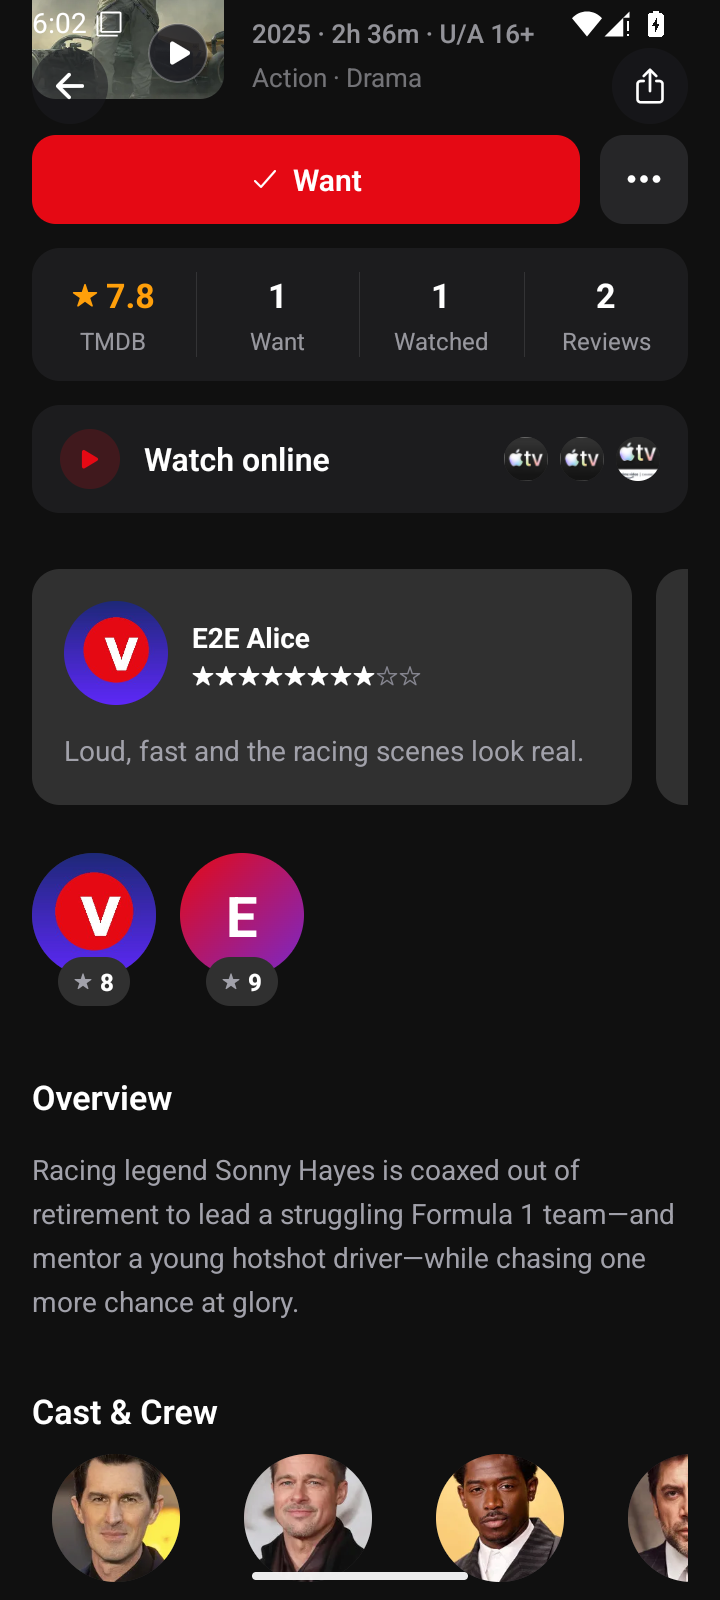 6:02
2025 · 2h 36m · U/A 16+
Action · Drama
Want
7.8
TMDB
1
Want
1
Watched
2
Reviews
Watch online
tv
tv
tv
V
E2E Alice
Loud, fast and the racing scenes look real.
V
8
E
9
Overview
Racing legend Sonny Hayes is coaxed out of
retirement to lead a struggling Formula 1 team—and
mentor a young hotshot driver—while chasing one
more chance at glory.
Cast & Crew